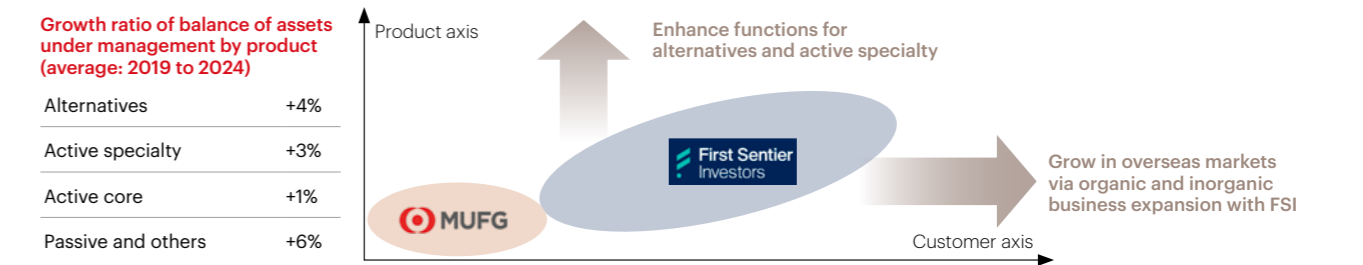 Growth ratio of balance of assets
under management by product
(average: 2019 to 2024)
Alternatives +4%
Active specialty +3%
Active core +1%
Passive and others +6%
Product axis
Enhance functions for
alternatives and active specialty
First Sentier
Investors
MUFG
Grow in overseas markets
via organic and inorganic
business expansion with FSI
Customer axis